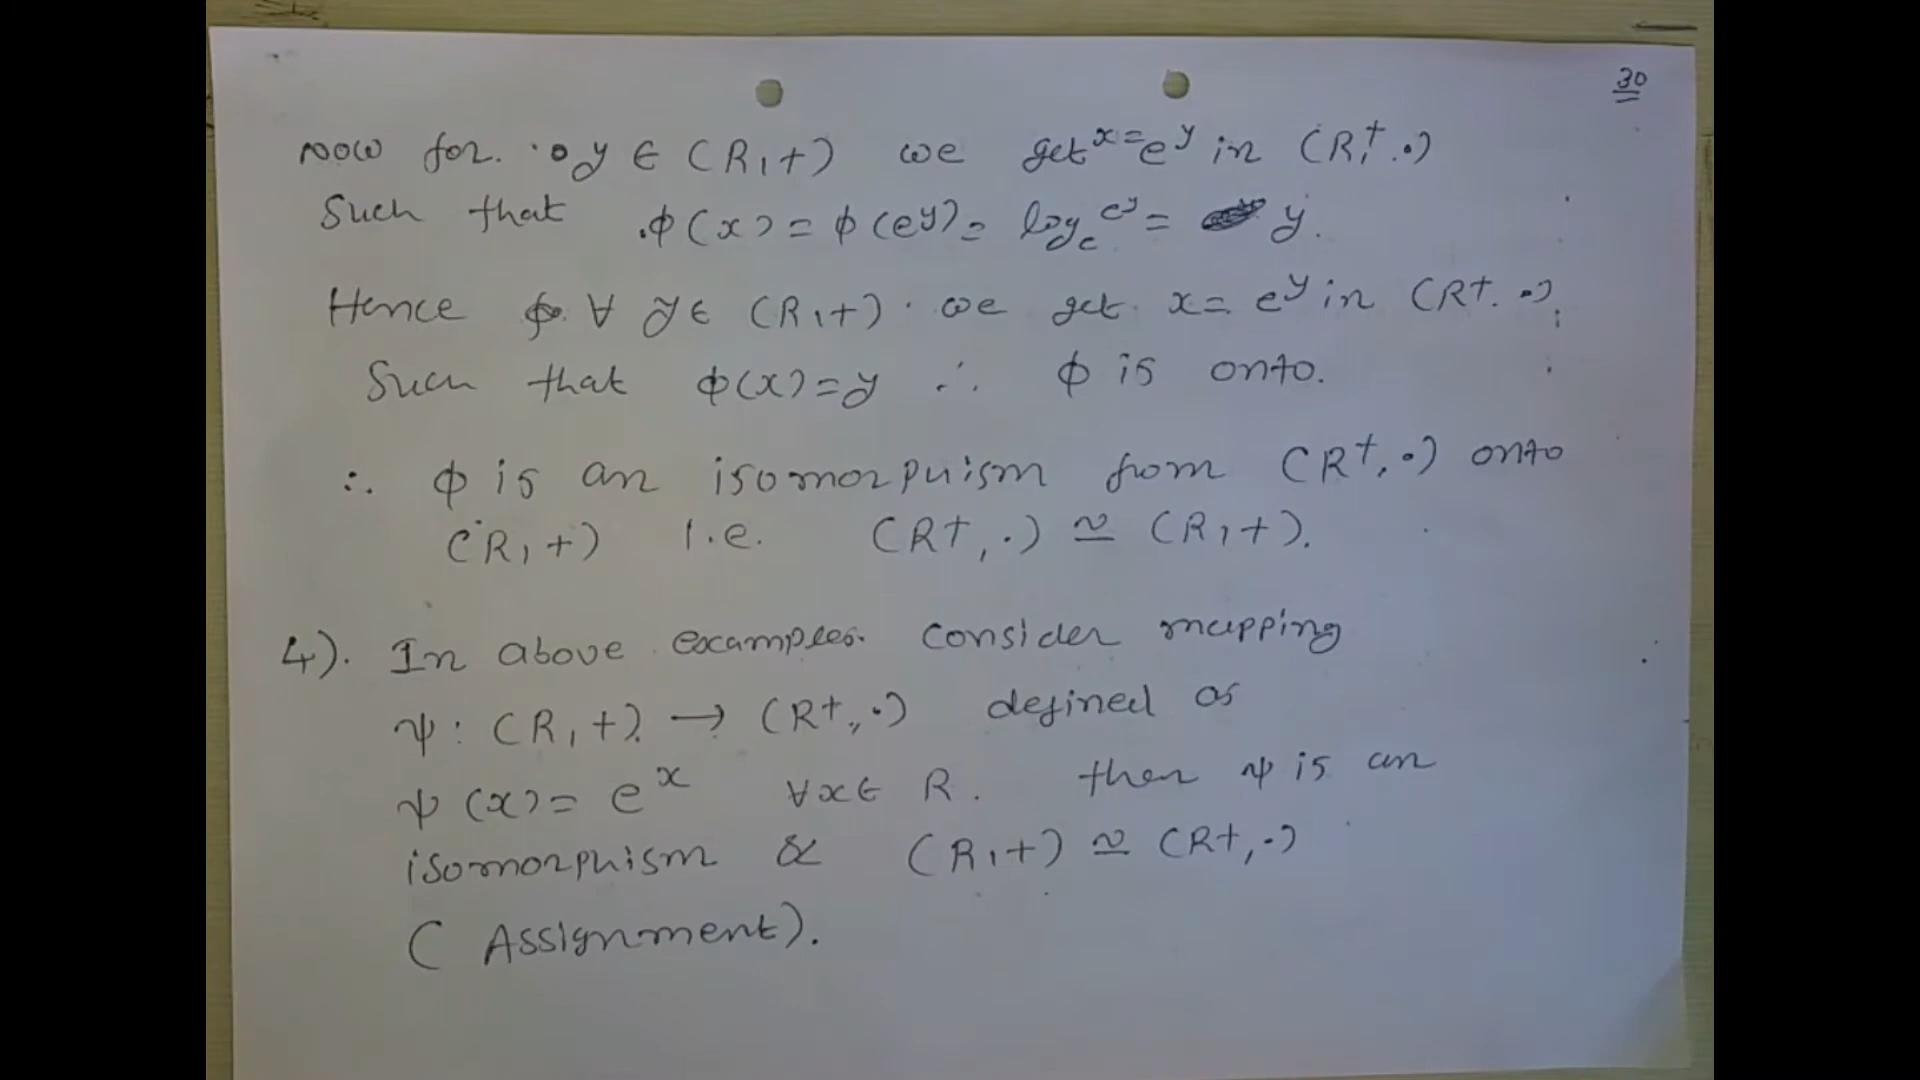 30
Now for y ∈ (R,+) we get x = e^y in (R^+, ·)
Such that φ(x) = φ(e^y) = log_e e^y = y.
Hence ∀ y ∈ (R,+) we get x = e^y in (R^+, ·)
Such that φ(x) = y ∴ φ is onto.
∴ φ is an isomorphism from (R^+, ·) onto
(R,+) i.e. (R^+, ·) ≃ (R,+).
4). In above examples. Consider mapping
ψ : (R,+) → (R^+, ·) defined as
ψ(x) = e^x ∀x∈ R. then ψ is an
isomorphism & (R,+) ≃ (R^+, ·)
(Assignment).